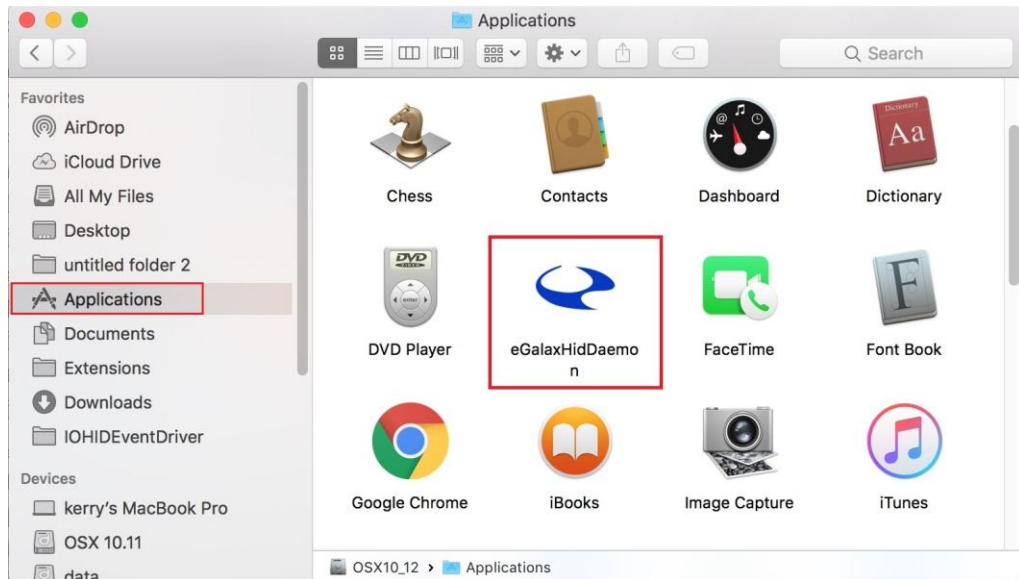 Applications
Search
Favorites
AirDrop
iCloud Drive
All My Files
Desktop
untitled folder 2
Applications
Documents
Extensions
Downloads
IOHIDEventDriver
Devices
kerry's MacBook Pro
OSX 10.11
data
Chess
Contacts
Dashboard
Dictionary
Aa
Dictionary
DVD
VIDEO
enter
DVD Player
eGalaxHidDaemo
n
FaceTime
F
Font Book
Google Chrome
iBooks
Image Capture
iTunes
OSX10_12 › Applications